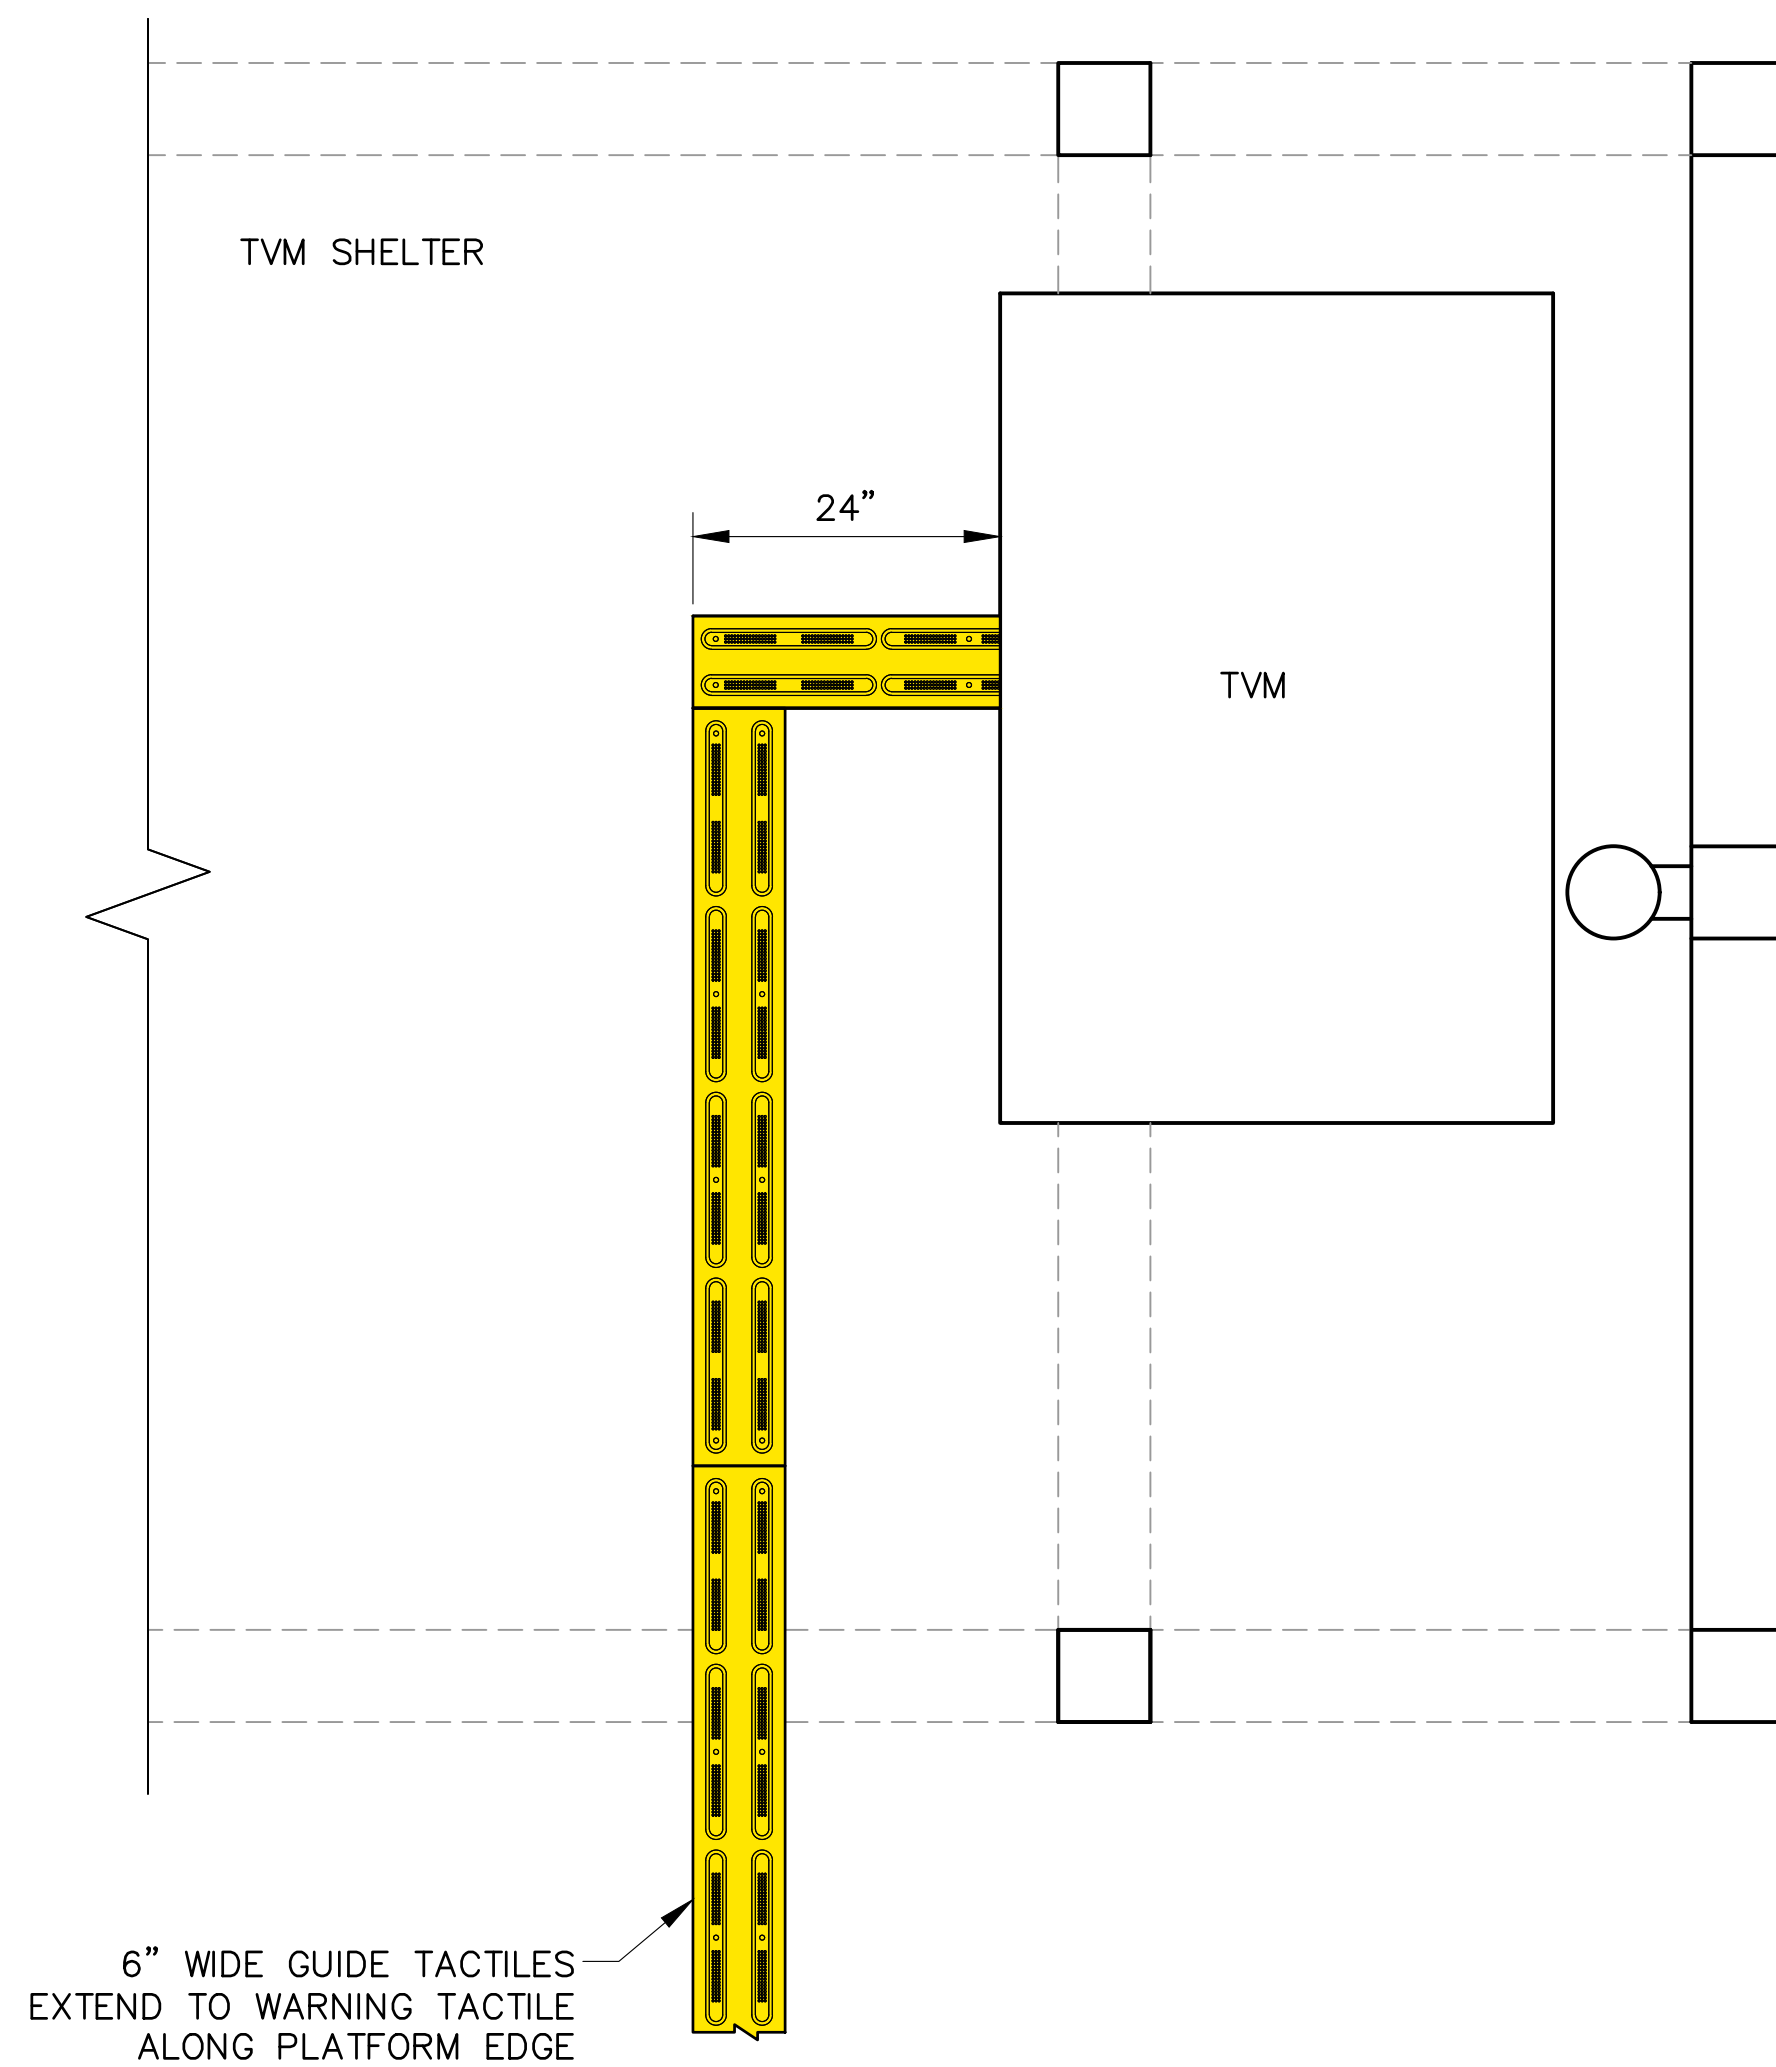 TVM SHELTER
24”
TVM
6” WIDE GUIDE TACTILES
EXTEND TO WARNING TACTILE
ALONG PLATFORM EDGE